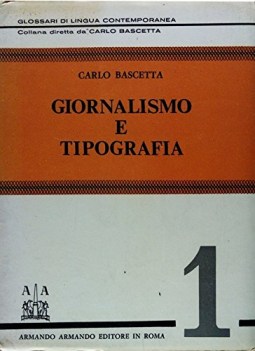 GLOSSARI DI LINGUA CONTEMPORANEA
Collana diretta da CARLO BASCETTA
CARLO BASCETTA
GIORNALISMO
E
TIPOGRAFIA
A A
1
ARMANDO ARMANDO EDITORE IN ROMA